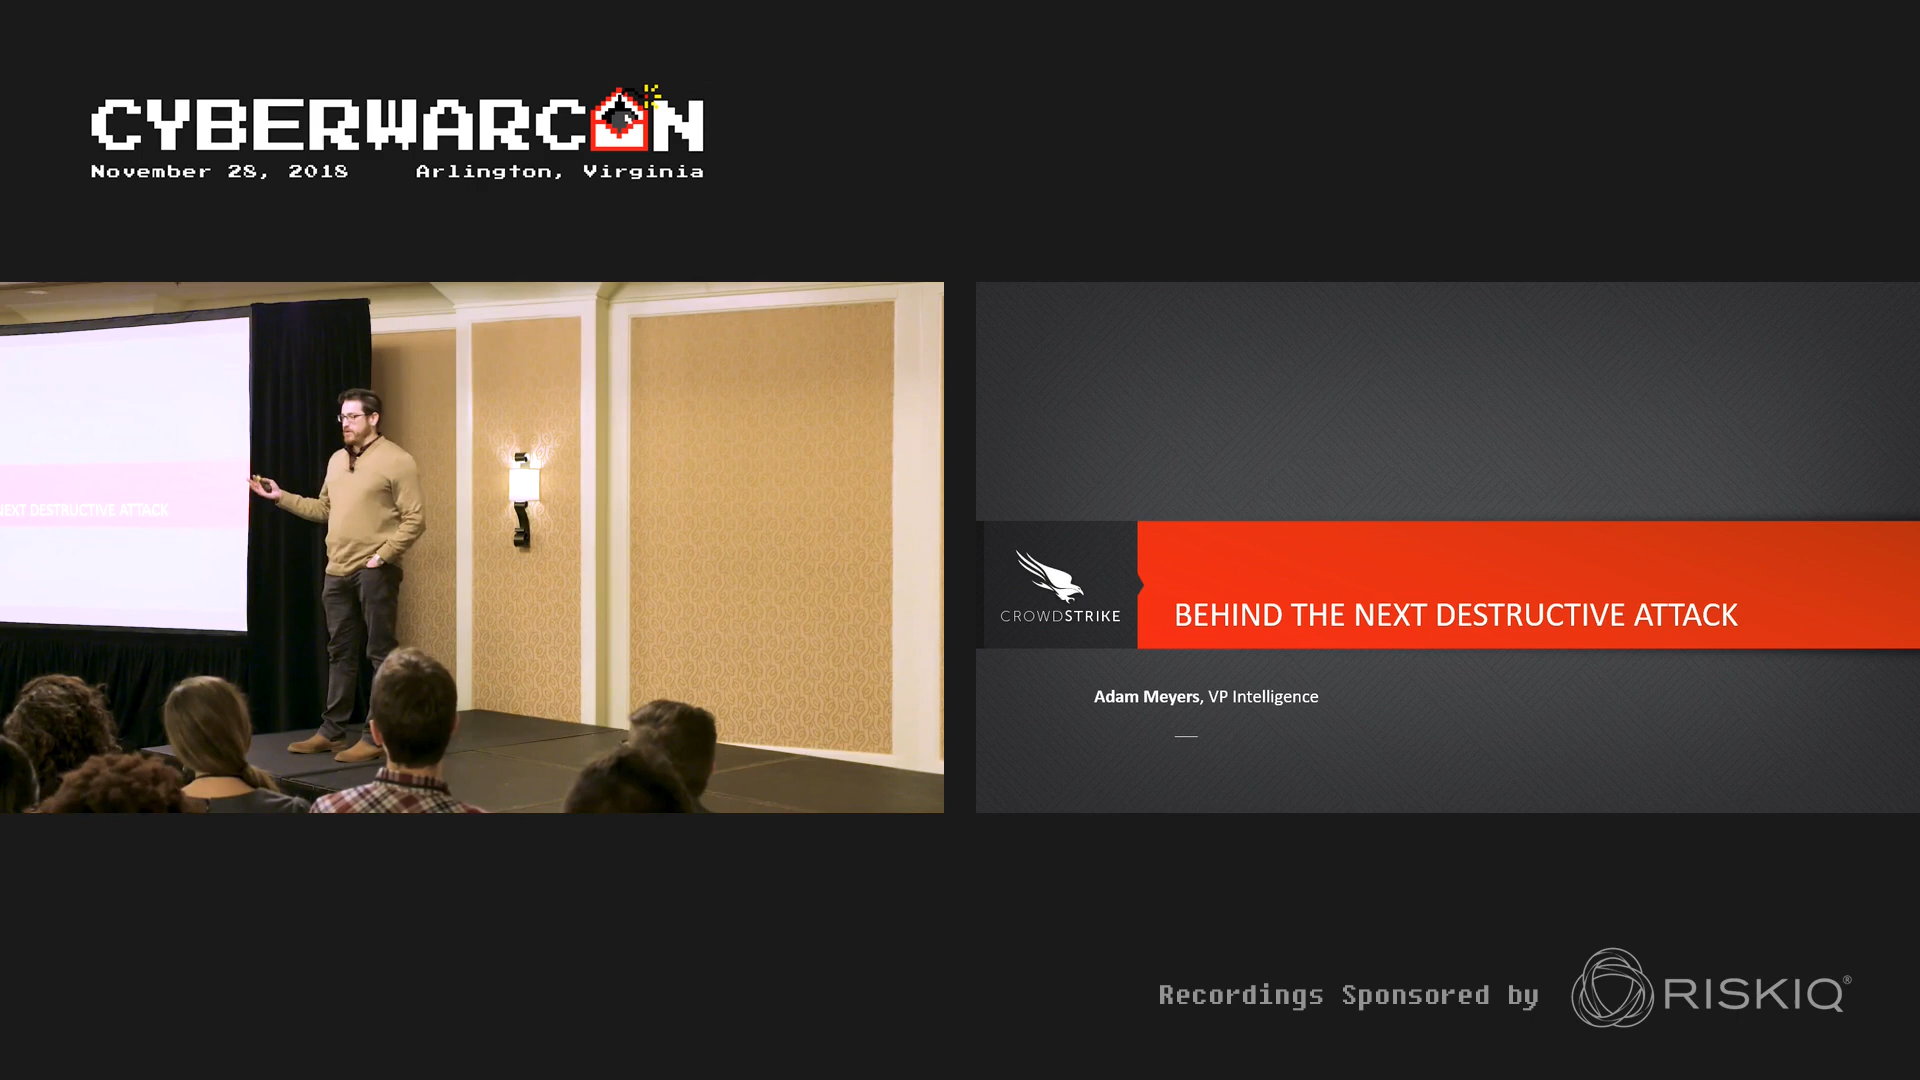 CYBERWARCON
November 28, 2018 Arlington, Virginia
NEXT DESTRUCTIVE ATTACK
CROWDSTRIKE
BEHIND THE NEXT DESTRUCTIVE ATTACK
Adam Meyers, VP Intelligence
Recordings Sponsored by
RISKIQ®